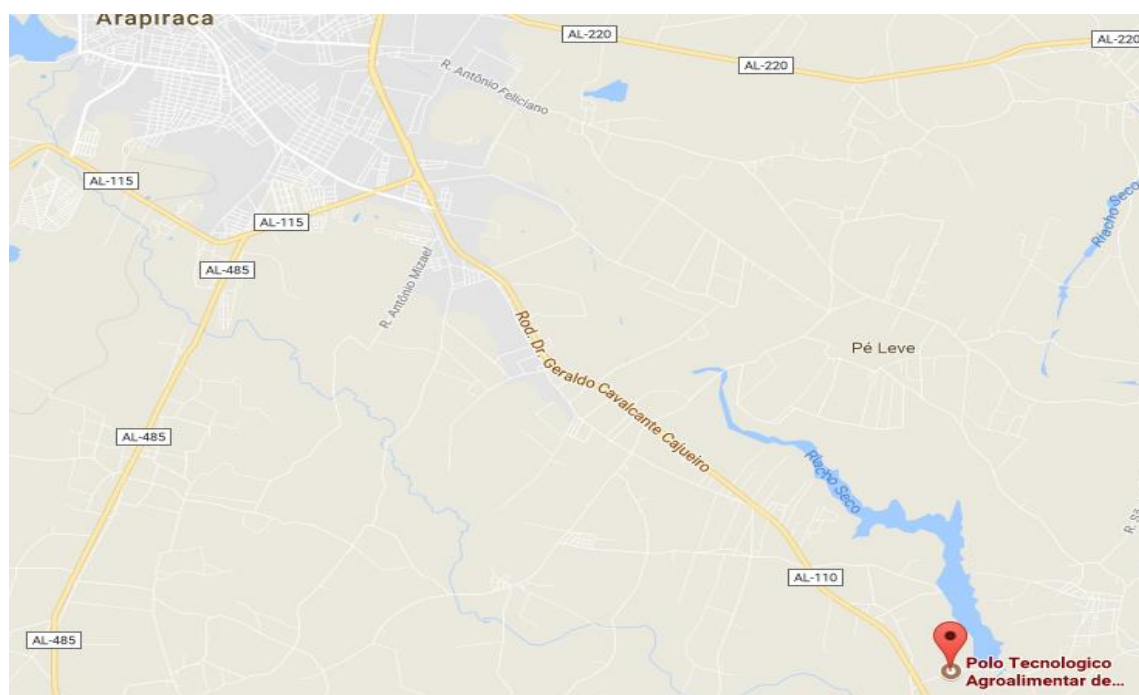 Arapiraca
AL-220
AL-220
AL-220
R. Antônio Feliciano
AL-115
AL-115
Riacho Seco
AL-485
R. Antônio Mizael
Rod. Dr. Geraldo Cavalcante Cajueiro
Pé Leve
AL-485
Riacho Seco
R. Sã
AL-110
AL-485
Polo Tecnologico
Agroalimentar de...